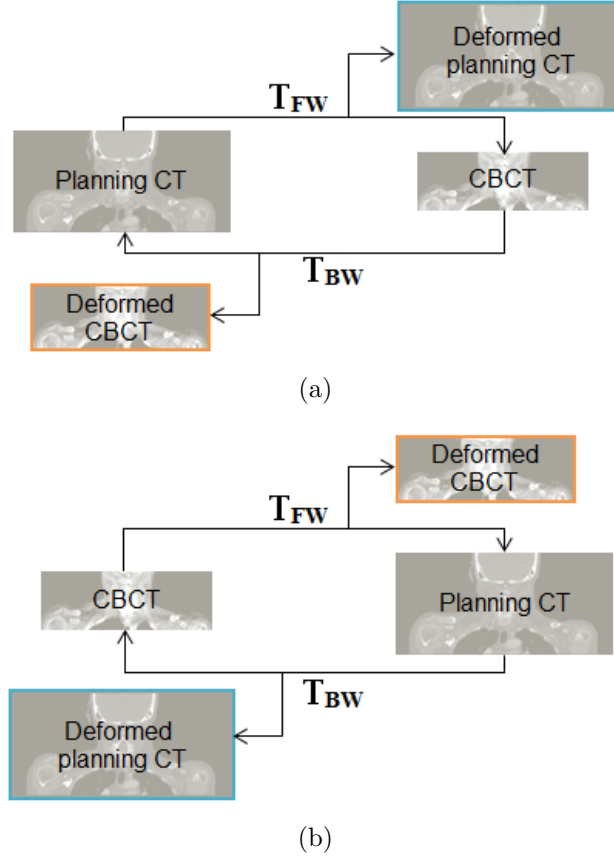 Deformed
planning CT
T_FW
Planning CT
CBCT
T_BW
Deformed
CBCT
(a)
Deformed
CBCT
T_FW
CBCT
Planning CT
T_BW
Deformed
planning CT
(b)